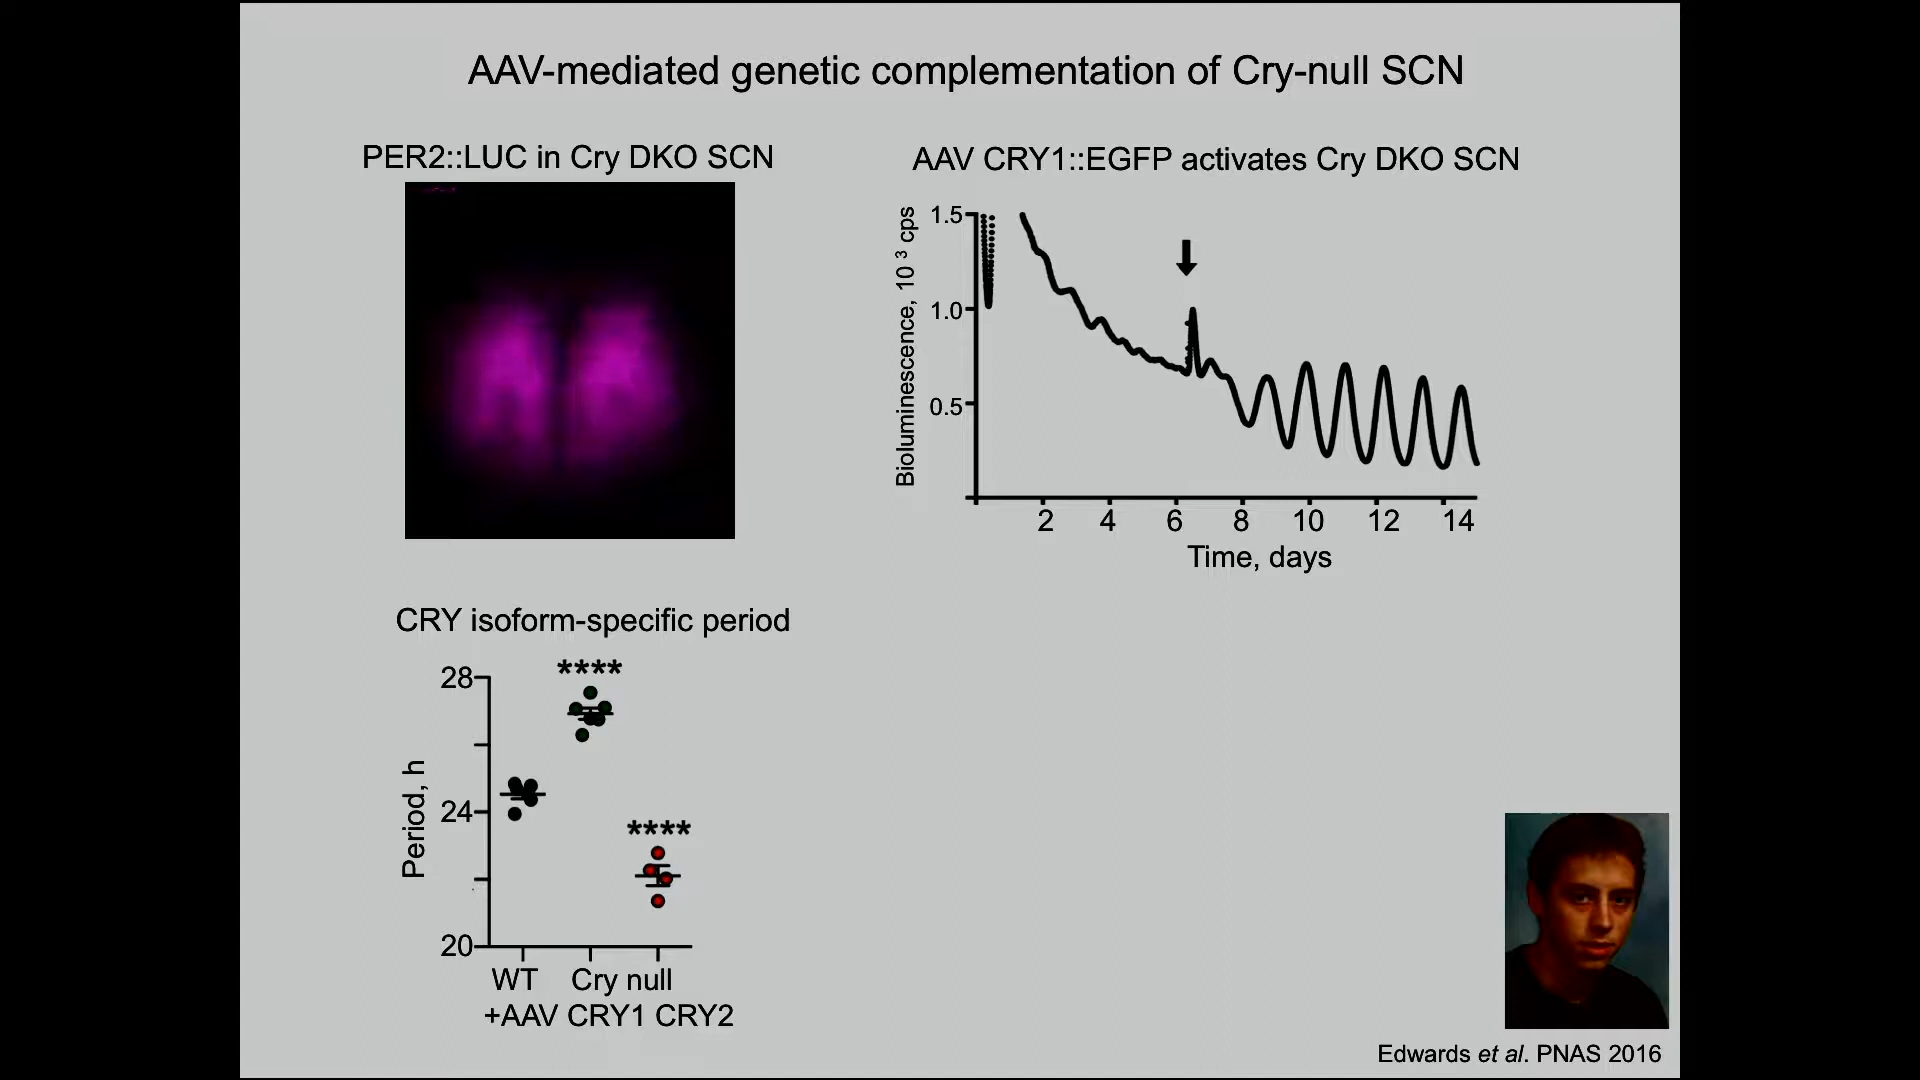 AAV-mediated genetic complementation of Cry-null SCN
PER2::LUC in Cry DKO SCN
AAV CRY1::EGFP activates Cry DKO SCN
Bioluminescence, 10 3 cps
1.5
1.0
0.5
2 4 6 8 10 12 14
Time, days
CRY isoform-specific period
Period, h
28
24
20
****
****
WT Cry null
+AAV CRY1 CRY2
Edwards et al. PNAS 2016